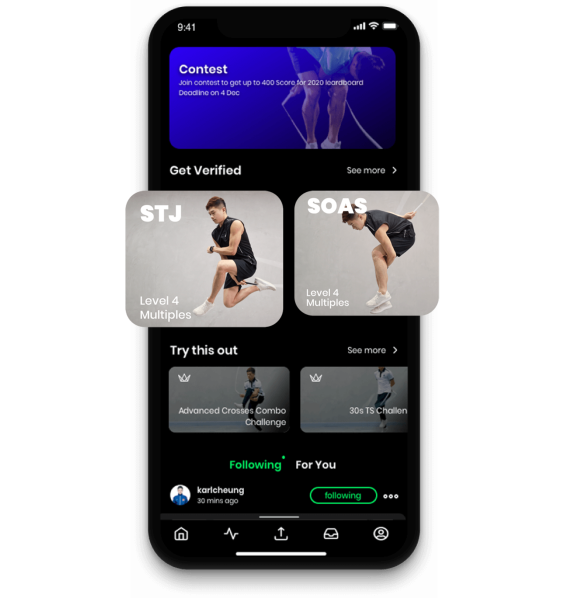 9:41
Contest
Join contest to get up to 400 Score for 2020 leardboard
Deadline on 4 Dec
Get Verified
See more
STJ
SOAS
Level 4
Multiples
Level 4
Multiples
Try this out
See more
Advanced Crosses Combo
Challenge
30s TS Challen
Following
For You
karlcheung
30 mins ago
following